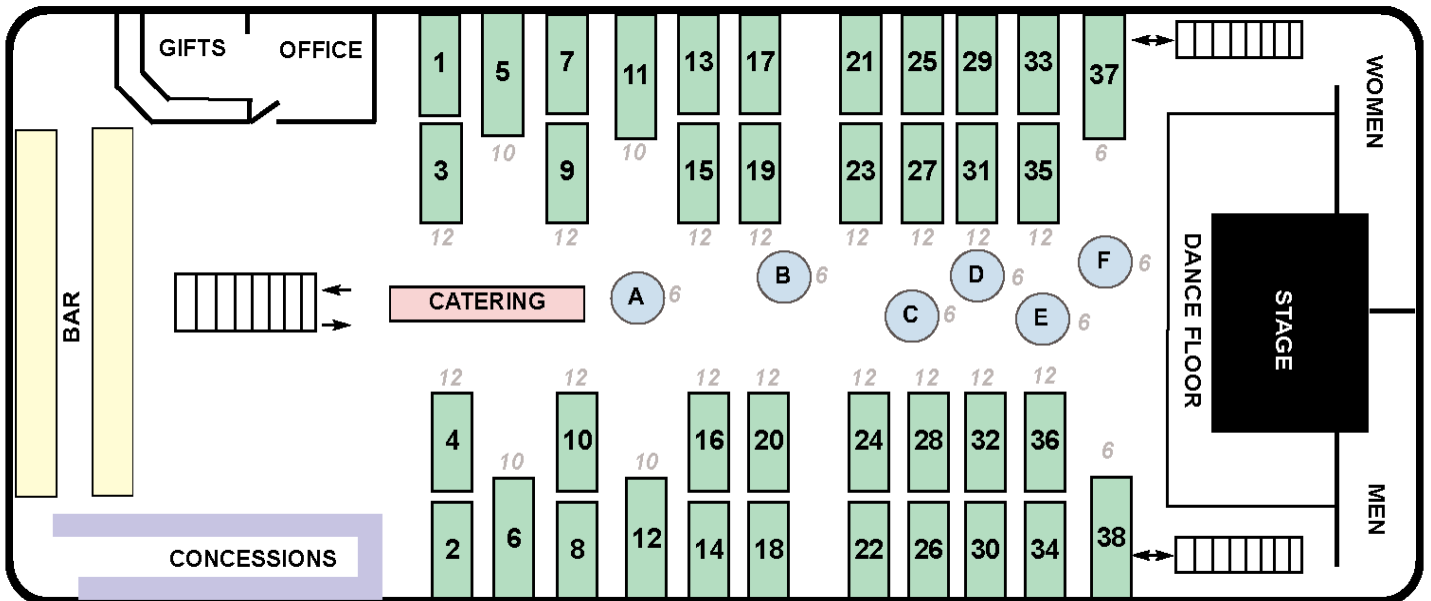 GIFTS OFFICE
1 5 7 11 13 17 21 25 29 33 37
WOMEN
10 10 6
3 9 15 19 23 27 31 35
12 12 12 12 12 12 12 12
BAR
CATERING
A 6
B 6
C 6
D 6
E 6
F 6
DANCE FLOOR
STAGE
12 12 12 12 12 12 12 12
4 10 16 20 24 28 32 36
10 10 6
MEN
CONCESSIONS
2 6 8 12 14 18 22 26 30 34 38